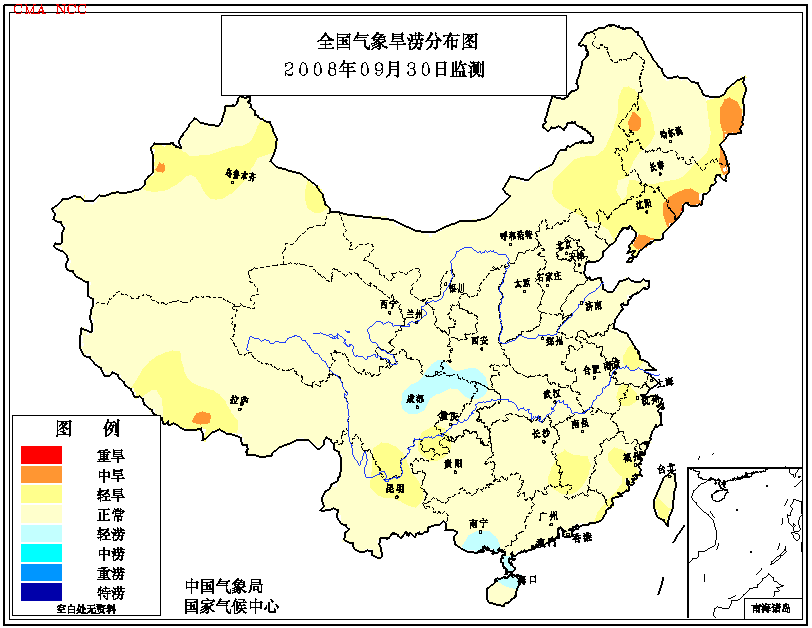 CMA NCC
全国气象旱涝分布图
2008年09月30日监测
哈尔滨
长春
乌鲁木齐
沈阳
呼和浩特
北京
天津
银川
太原
石家庄
西宁
兰州
济南
西安
郑州
合肥
南京
上海
成都
拉萨
武汉
杭州
重庆
南昌
长沙
贵阳
福州
台北
昆明
南宁
广州
澳门
香港
海口
图 例
重旱
中旱
轻旱
正常
轻涝
中涝
重涝
特涝
空白处无资料
中国气象局
国家气候中心
南海诸岛